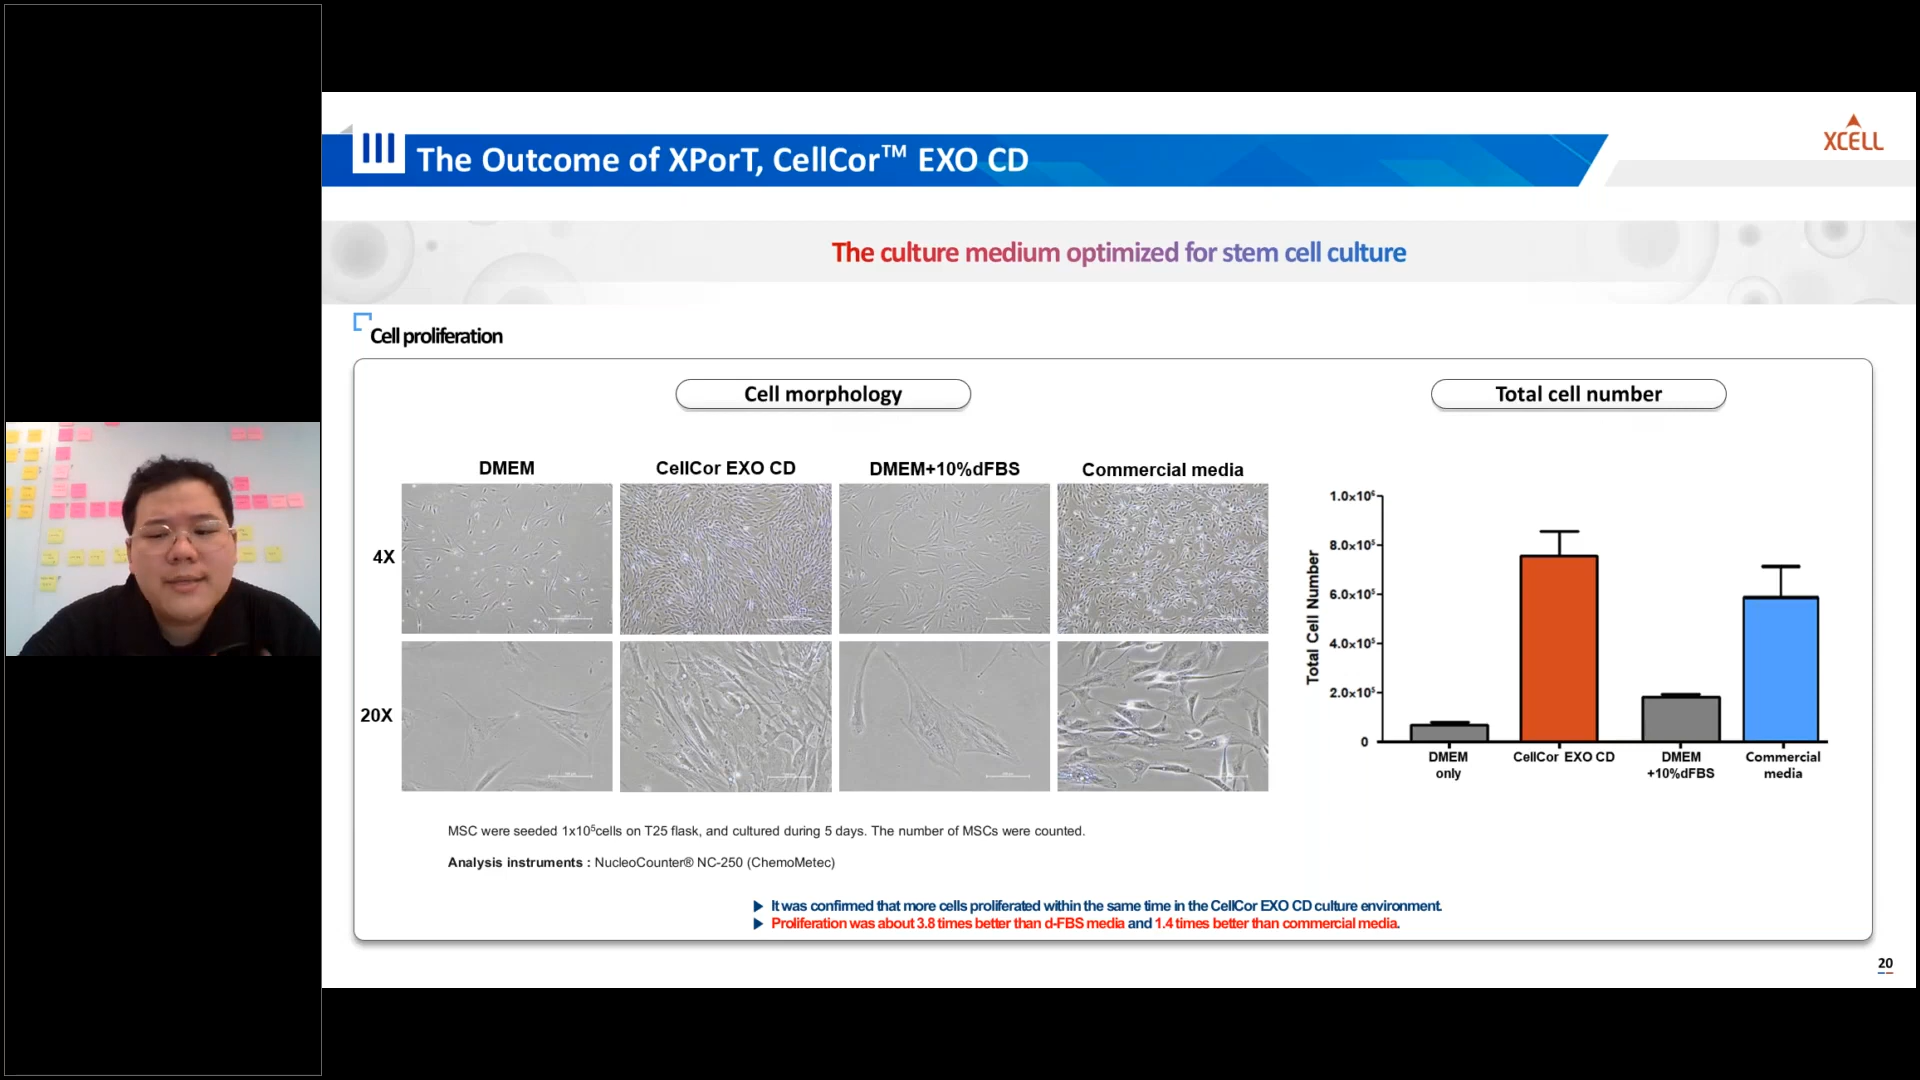 III The Outcome of XPorT, CellCor™ EXO CD
XCELL
The culture medium optimized for stem cell culture
Cell proliferation
Cell morphology
Total cell number
DMEM
CellCor EXO CD
DMEM+10%dFBS
Commercial media
4X
20X
Total Cell Number
1.0x10⁶
8.0x10⁵
6.0x10⁵
4.0x10⁵
2.0x10⁵
0
DMEM
only
CellCor EXO CD
DMEM
+10%dFBS
Commercial
media
MSC were seeded 1x10⁵cells on T25 flask, and cultured during 5 days. The number of MSCs were counted.
Analysis instruments : NucleoCounter® NC-250 (ChemoMetec)
It was confirmed that more cells proliferated within the same time in the CellCor EXO CD culture environment.
Proliferation was about 3.8 times better than d-FBS media and 1.4 times better than commercial media.
20